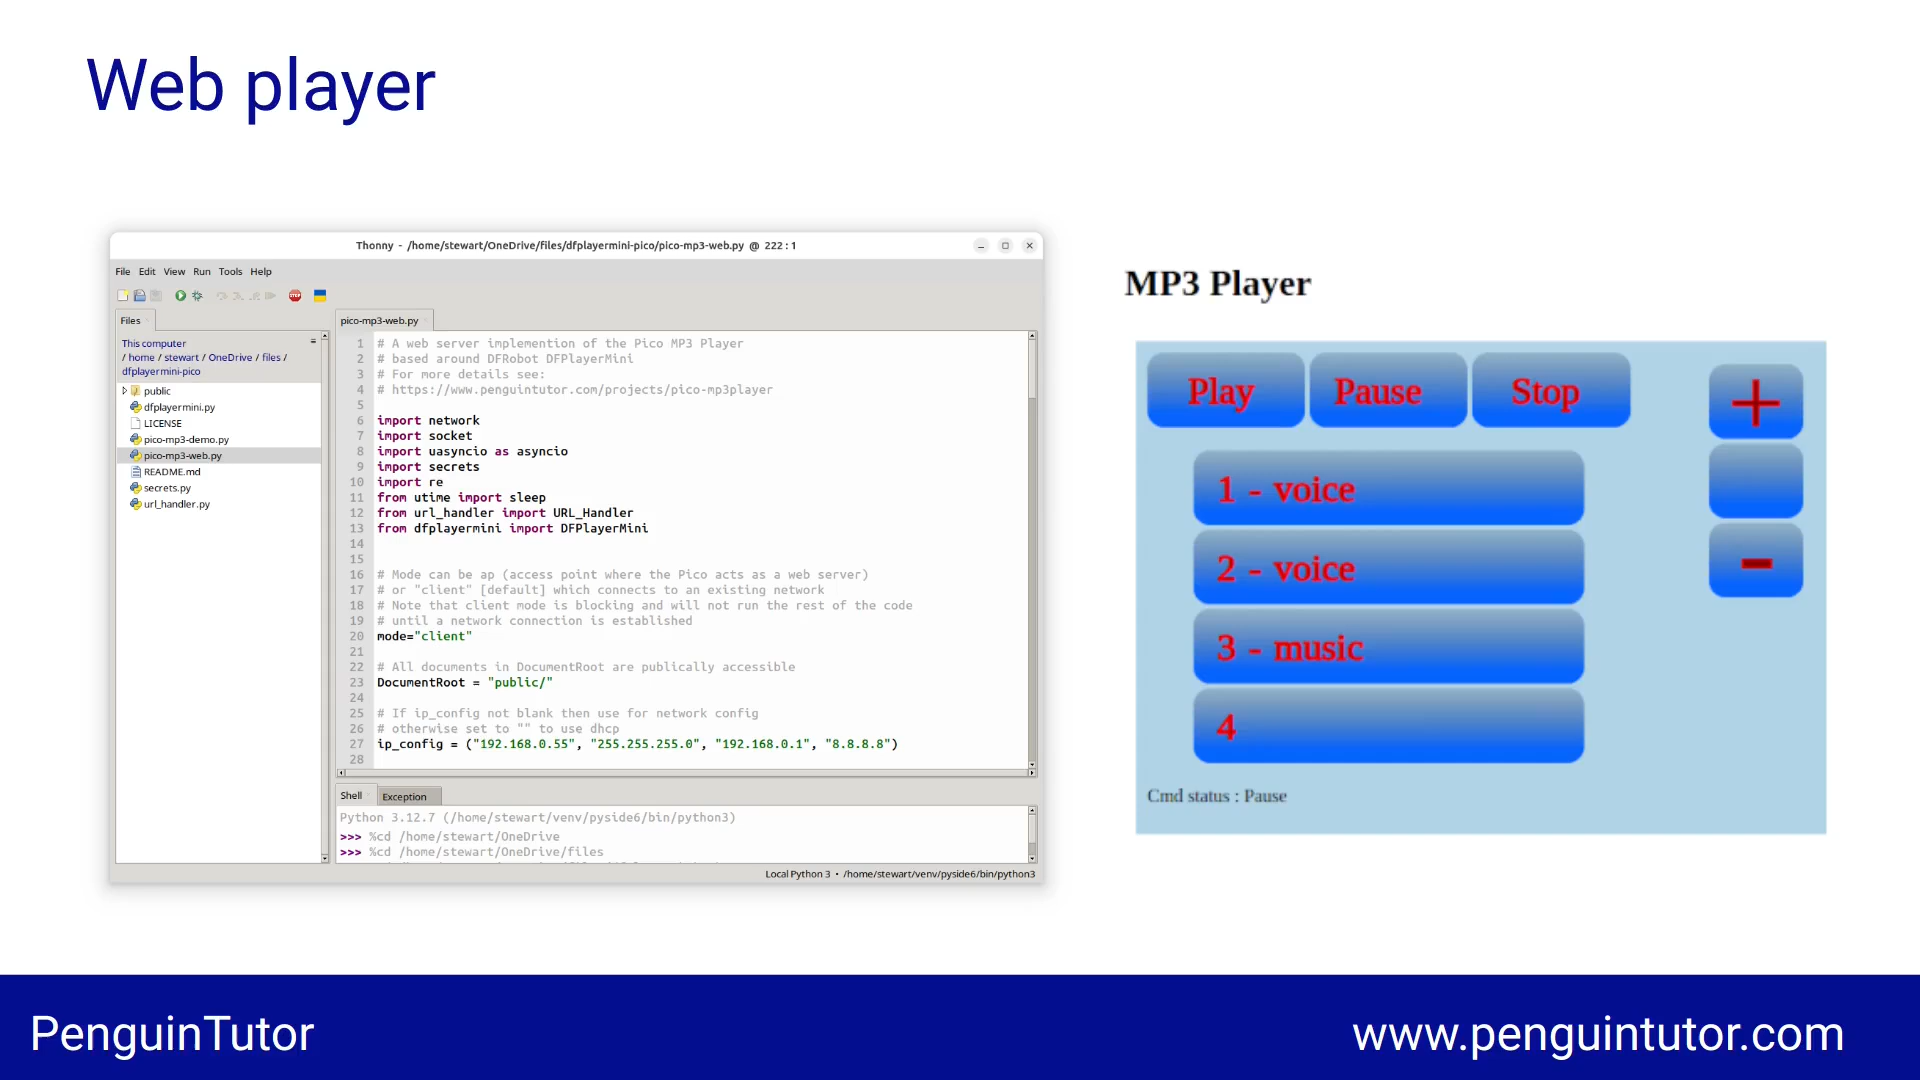 Web player
Thonny - /home/stewart/OneDrive/files/dfplayermini-pico/pico-mp3-web.py @ 222 : 1
File Edit View Run Tools Help
Files
This computer
/ home / stewart / OneDrive / files /
dfplayermini-pico
public
dfplayermini.py
LICENSE
pico-mp3-demo.py
pico-mp3-web.py
README.md
secrets.py
url_handler.py
pico-mp3-web.py
1 # A web server implemention of the Pico MP3 Player
2 # based around DFRobot DFPlayerMini
3 # For more details see:
4 # https://www.penguintutor.com/projects/pico-mp3player
5
6 import network
7 import socket
8 import uasyncio as asyncio
9 import secrets
10 import re
11 from utime import sleep
12 from url_handler import URL_Handler
13 from dfplayermini import DFPlayerMini
14
15
16 # Mode can be ap (access point where the Pico acts as a web server)
17 # or "client" [default] which connects to an existing network
18 # Note that client mode is blocking and will not run the rest of the code
19 # until a network connection is established
20 mode="client"
21
22 # All documents in DocumentRoot are publically accessible
23 DocumentRoot = "public/"
24
25 # If ip_config not blank then use for network config
26 # otherwise set to "" to use dhcp
27 ip_config = ("192.168.0.55", "255.255.255.0", "192.168.0.1", "8.8.8.8")
28
Shell Exception
Python 3.12.7 (/home/stewart/venv/pyside6/bin/python3)
>>> %cd /home/stewart/OneDrive
>>> %cd /home/stewart/OneDrive/files
Local Python 3 • /home/stewart/venv/pyside6/bin/python3
MP3 Player
Play Pause Stop
+
1 - voice
2 - voice
-
3 - music
4
Cmd status : Pause
PenguinTutor
www.penguintutor.com